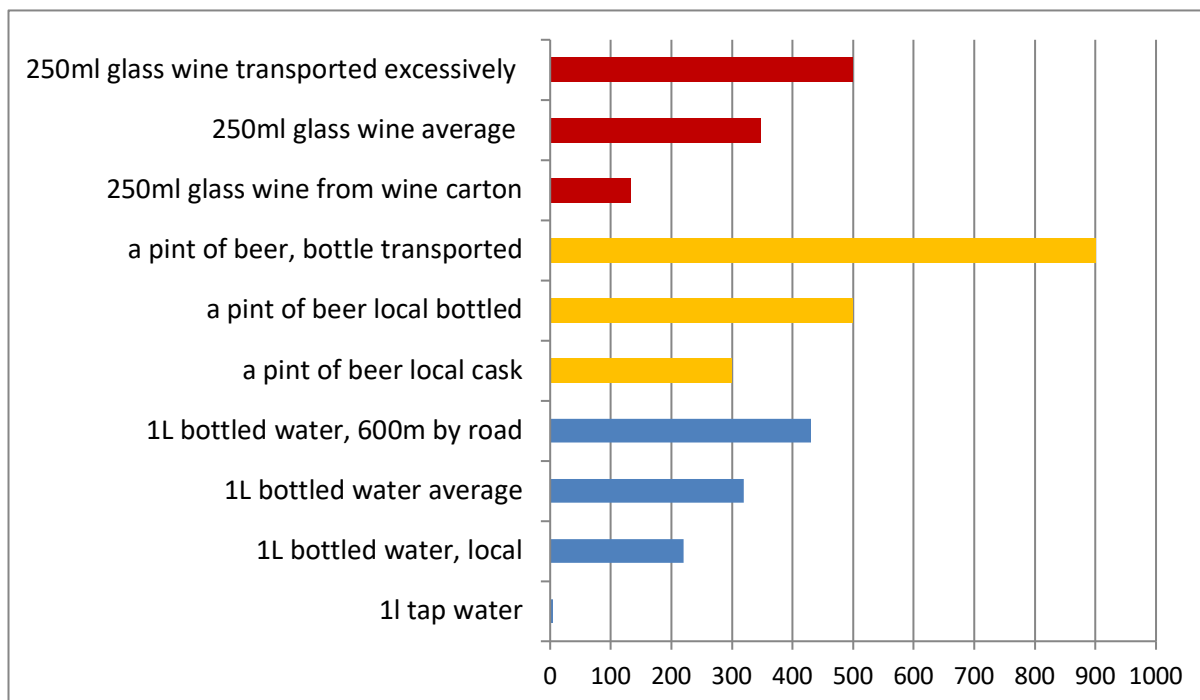 250ml glass wine transported excessively
250ml glass wine average
250ml glass wine from wine carton
a pint of beer, bottle transported
a pint of beer local bottled
a pint of beer local cask
1L bottled water, 600m by road
1L bottled water average
1L bottled water, local
1l tap water
0 100 200 300 400 500 600 700 800 900 1000